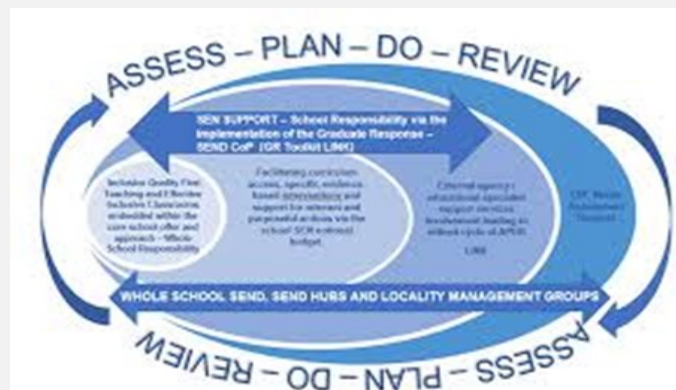 ASSESS – PLAN – DO – REVIEW
SEN SUPPORT – School Responsibility via the
implementation of the Graduate Response –
SEND CoP (GR Toolkit LINK)
Inclusive Quality First
Teaching and Effective
Inclusive Classrooms,
embedded within the
core school offer and
approach – Whole
School Responsibility
Facilitating curriculum
access, specific, evidence
based interventions and
support for relevant and
purposeful actions via the
school SEN notional
budget.
External agency /
educational specialist
support services
involvement leading to
cycle of APDR
LINK
Needs
Assessment
WHOLE SCHOOL SEND, SEND HUBS AND LOCALITY MANAGEMENT GROUPS
ASSESS – PLAN – DO – REVIEW